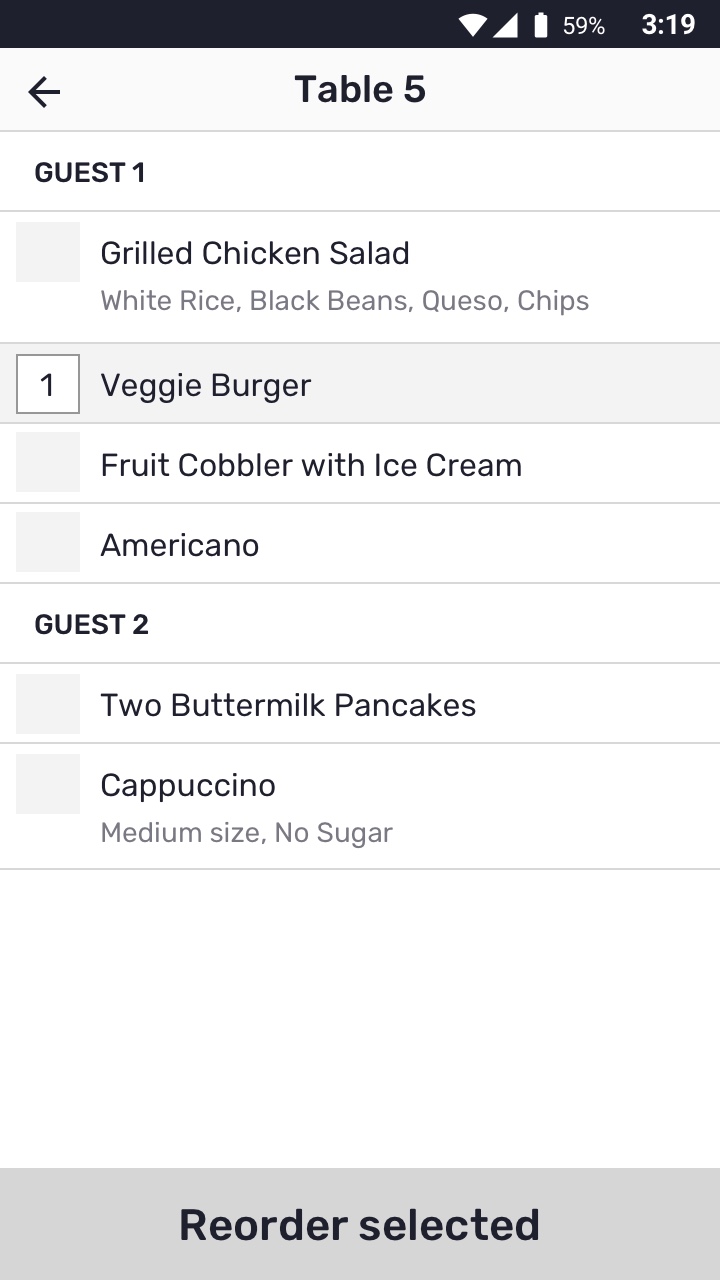 59% 3:19
Table 5
GUEST 1
Grilled Chicken Salad
White Rice, Black Beans, Queso, Chips
1 Veggie Burger
Fruit Cobbler with Ice Cream
Americano
GUEST 2
Two Buttermilk Pancakes
Cappuccino
Medium size, No Sugar
Reorder selected